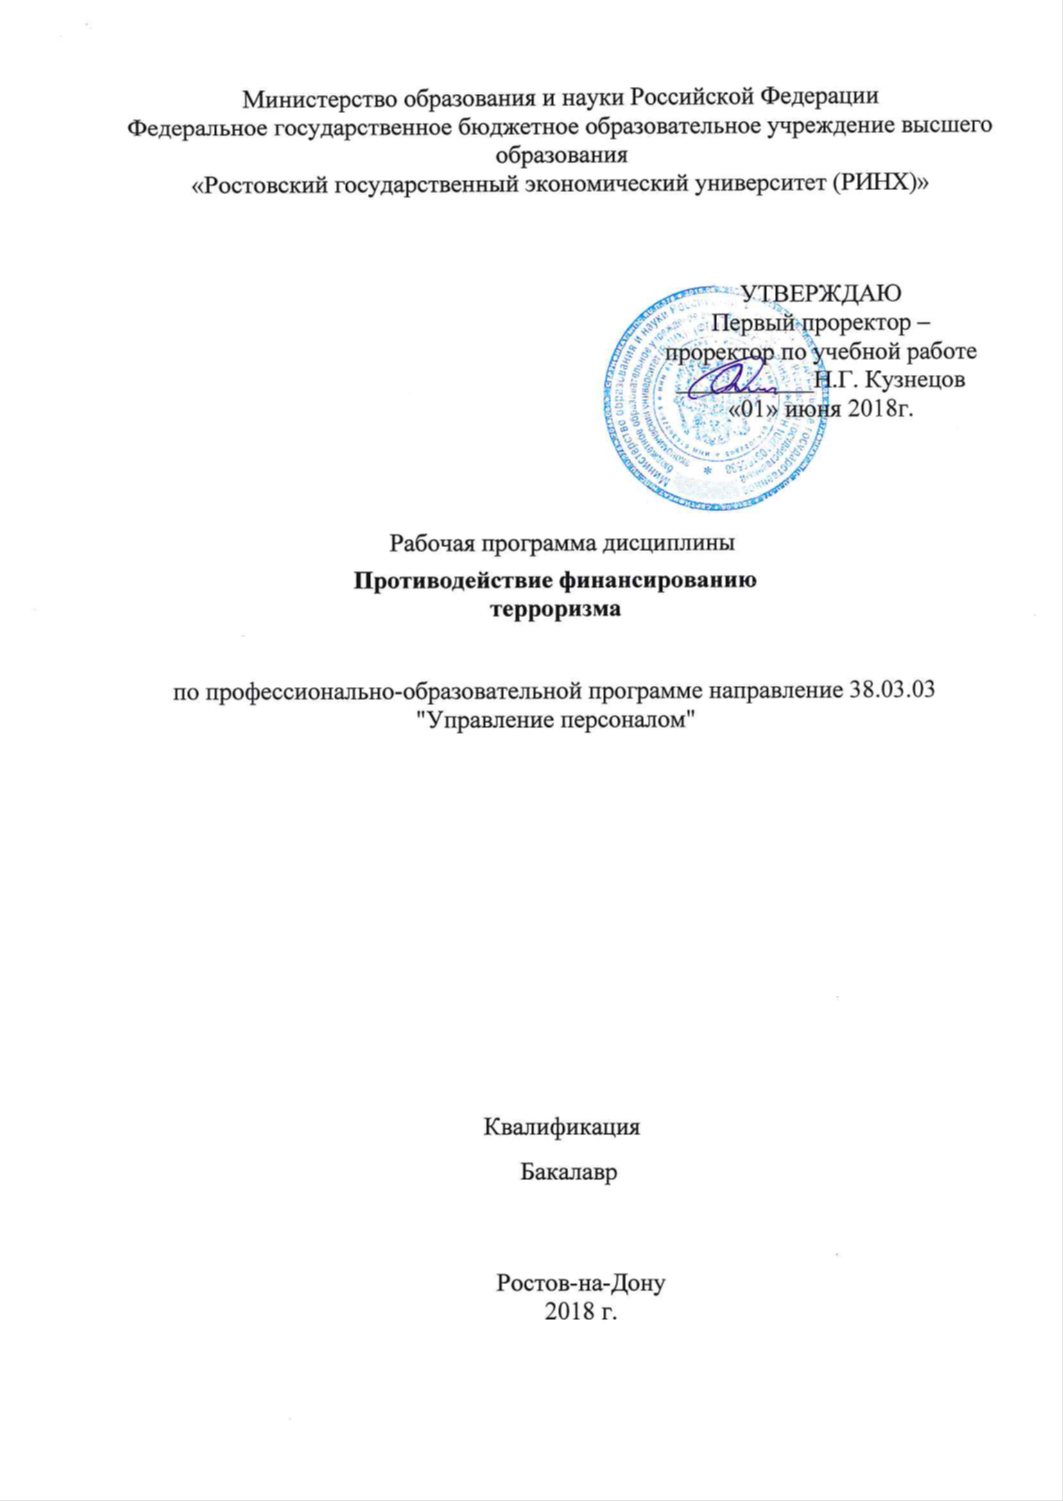 Министерство образования и науки Российской Федерации
Федеральное государственное бюджетное образовательное учреждение высшего
образования
«Ростовский государственный экономический университет (РИНХ)»
УТВЕРЖДАЮ
Первый проректор –
проректор по учебной работе
Н.Г. Кузнецов
«01» июня 2018г.
Рабочая программа дисциплины
Противодействие финансированию
терроризма
по профессионально-образовательной программе направление 38.03.03
"Управление персоналом"
Квалификация
Бакалавр
Ростов-на-Дону
2018 г.